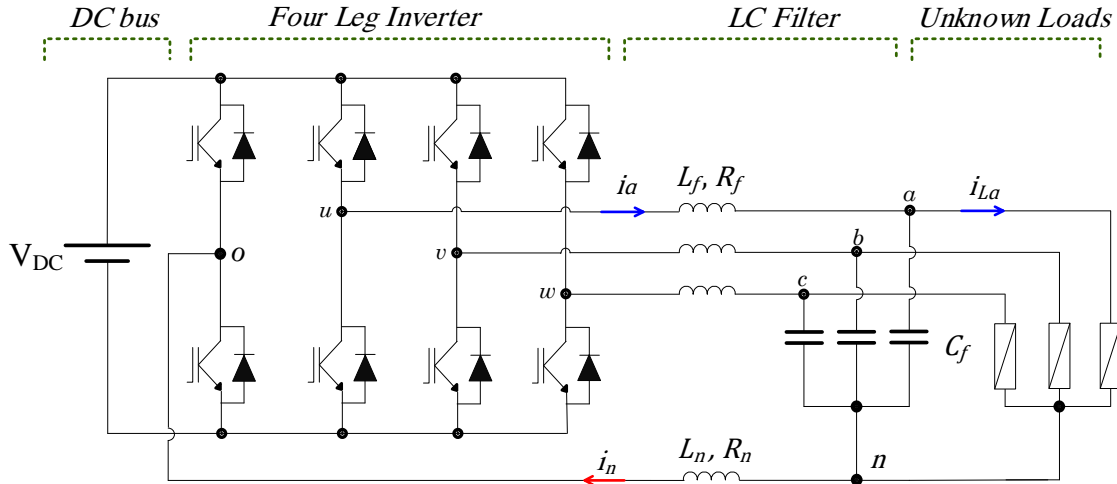 DC bus
Four Leg Inverter
LC Filter
Unknown Loads
L_f, R_f
i_a
i_La
a
u
b
V_DC
o
v
c
w
C_f
L_n, R_n
n
i_n